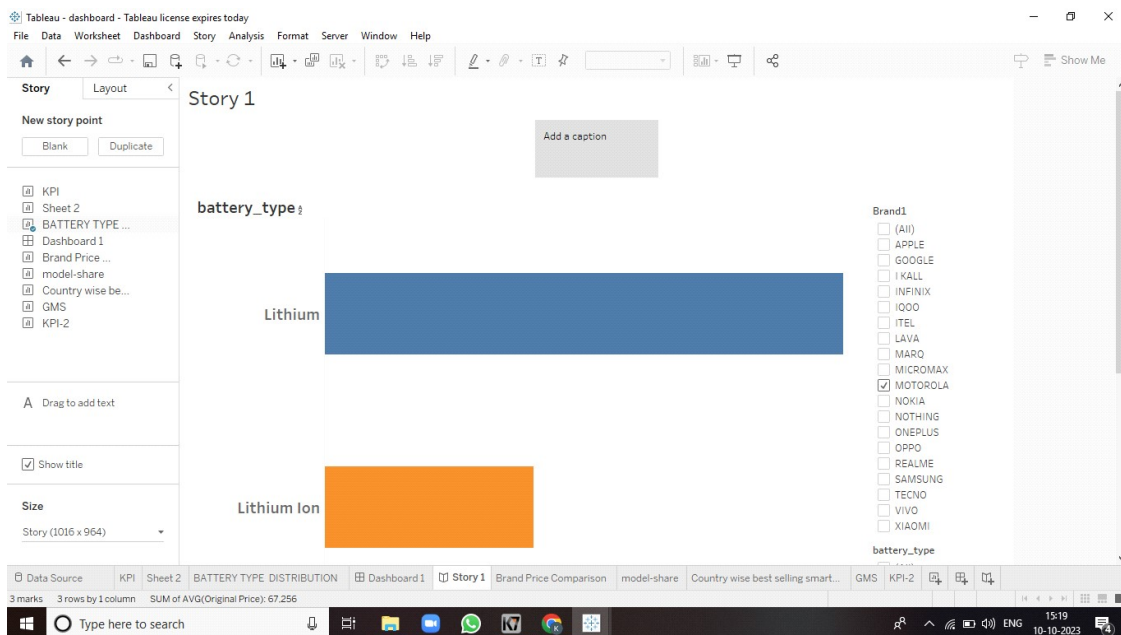 Tableau - dashboard - Tableau license expires today
File Data Worksheet Dashboard Story Analysis Format Server Window Help
Show Me
Story Layout
New story point
Blank Duplicate
KPI
Sheet 2
BATTERY TYPE ...
Dashboard 1
Brand Price ...
model-share
Country wise be...
GMS
KPI-2
A Drag to add text
Show title
Size
Story (1016 x 964)
Story 1
Add a caption
battery_type
Lithium
Lithium Ion
Brand1
(All)
APPLE
GOOGLE
I KALL
INFINIX
IQOO
ITEL
LAVA
MARQ
MICROMAX
MOTOROLA
NOKIA
NOTHING
ONEPLUS
OPPO
REALME
SAMSUNG
TECNO
VIVO
XIAOMI
battery_type
Data Source KPI Sheet 2 BATTERY TYPE DISTRIBUTION Dashboard 1 Story 1 Brand Price Comparison model-share Country wise best selling smart... GMS KPI-2
3 marks 3 rows by 1 column SUM of AVG(Original Price): 67,256
Type here to search
ENG
15:19
10-10-2023
4